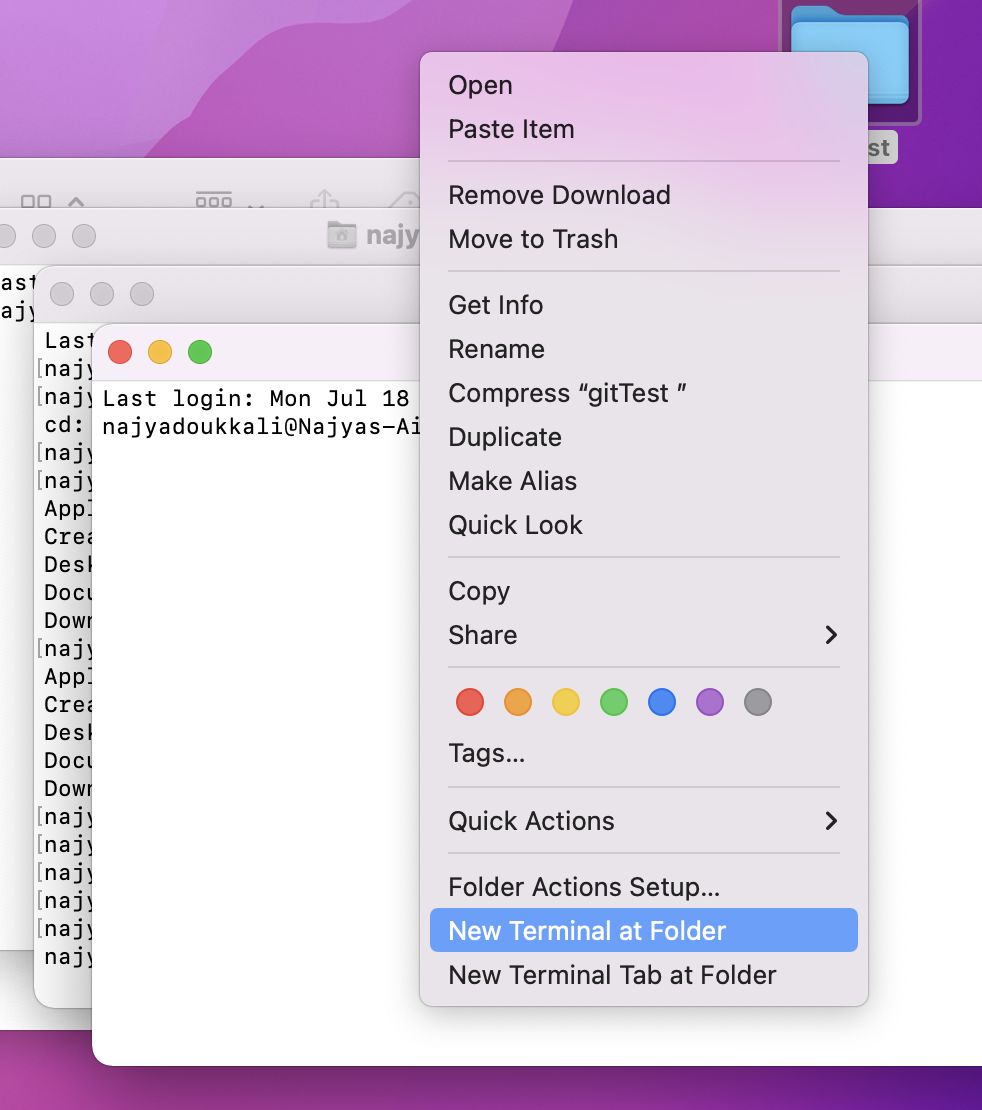 Open
Paste Item
st
Remove Download
Move to Trash
najy
Get Info
Rename
Compress “gitTest ”
Duplicate
Make Alias
Quick Look
Copy
Share
Tags...
Quick Actions
Folder Actions Setup...
New Terminal at Folder
New Terminal Tab at Folder
Last login: Mon Jul 18
najyadoukkali@Najyas-Ai
ast
ajy
Last
[najy
[najy
cd:
[najy
[najy
Appl
Crea
Desk
Docu
Down
[najy
Appl
Crea
Desk
Docu
Down
[najy
[najy
[najy
[najy
[najy
najy